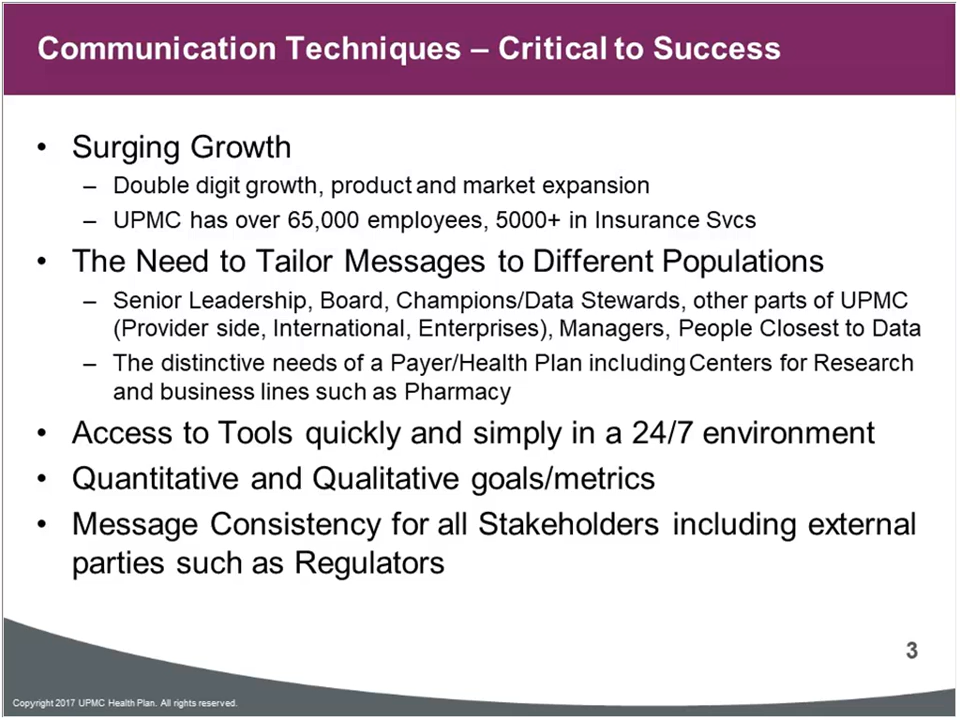 Communication Techniques – Critical to Success
• Surging Growth
– Double digit growth, product and market expansion
– UPMC has over 65,000 employees, 5000+ in Insurance Svcs
• The Need to Tailor Messages to Different Populations
– Senior Leadership, Board, Champions/Data Stewards, other parts of UPMC
(Provider side, International, Enterprises), Managers, People Closest to Data
– The distinctive needs of a Payer/Health Plan including Centers for Research
and business lines such as Pharmacy
• Access to Tools quickly and simply in a 24/7 environment
• Quantitative and Qualitative goals/metrics
• Message Consistency for all Stakeholders including external
parties such as Regulators
3
Copyright 2017 UPMC Health Plan. All rights reserved.